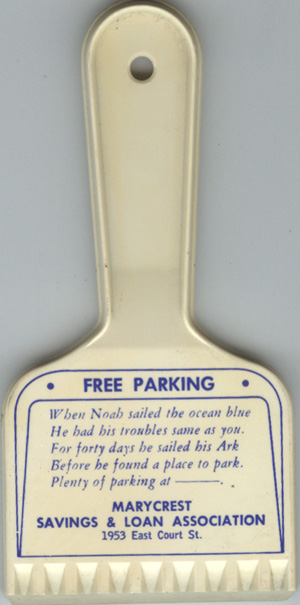 • FREE PARKING •
When Noah sailed the ocean blue
He had his troubles same as you.
For forty days he sailed his Ark
Before he found a place to park.
Plenty of parking at ———.
MARYCREST
SAVINGS & LOAN ASSOCIATION
1953 East Court St.